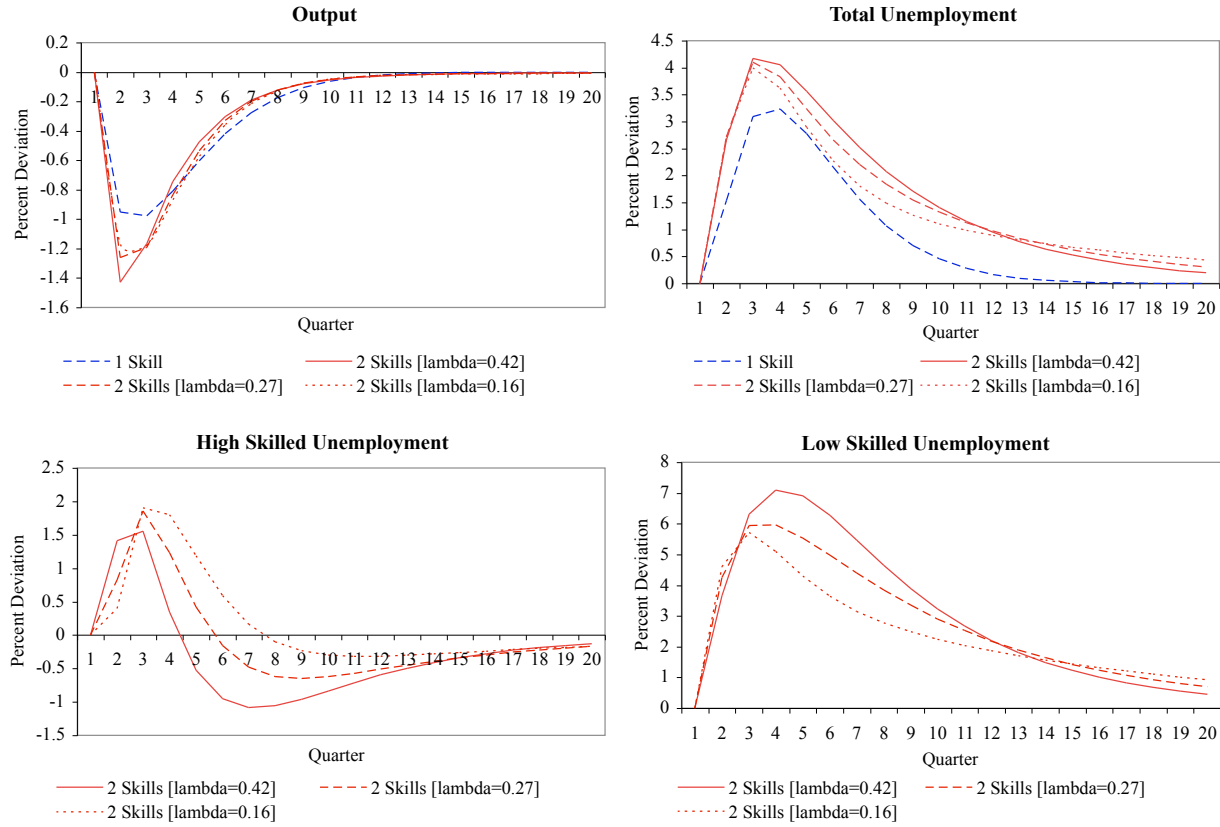 Output
0.2
0
-0.2
-0.4
-0.6
-0.8
-1
-1.2
-1.4
-1.6
Percent Deviation
1 2 3 4 5 6 7 8 9 10 11 12 13 14 15 16 17 18 19 20
Quarter
1 Skill
2 Skills [lambda=0.42]
2 Skills [lambda=0.27]
2 Skills [lambda=0.16]
Total Unemployment
4.5
4
3.5
3
2.5
2
1.5
1
0.5
0
Percent Deviation
1 2 3 4 5 6 7 8 9 10 11 12 13 14 15 16 17 18 19 20
Quarter
1 Skill
2 Skills [lambda=0.42]
2 Skills [lambda=0.27]
2 Skills [lambda=0.16]
High Skilled Unemployment
2.5
2
1.5
1
0.5
0
-0.5
-1
-1.5
Percent Deviation
1 2 3 4 5 6 7 8 9 10 11 12 13 14 15 16 17 18 19 20
Quarter
2 Skills [lambda=0.42]
2 Skills [lambda=0.27]
2 Skills [lambda=0.16]
Low Skilled Unemployment
8
7
6
5
4
3
2
1
0
Percent Deviation
1 2 3 4 5 6 7 8 9 10 11 12 13 14 15 16 17 18 19 20
Quarter
2 Skills [lambda=0.42]
2 Skills [lambda=0.27]
2 Skills [lambda=0.16]